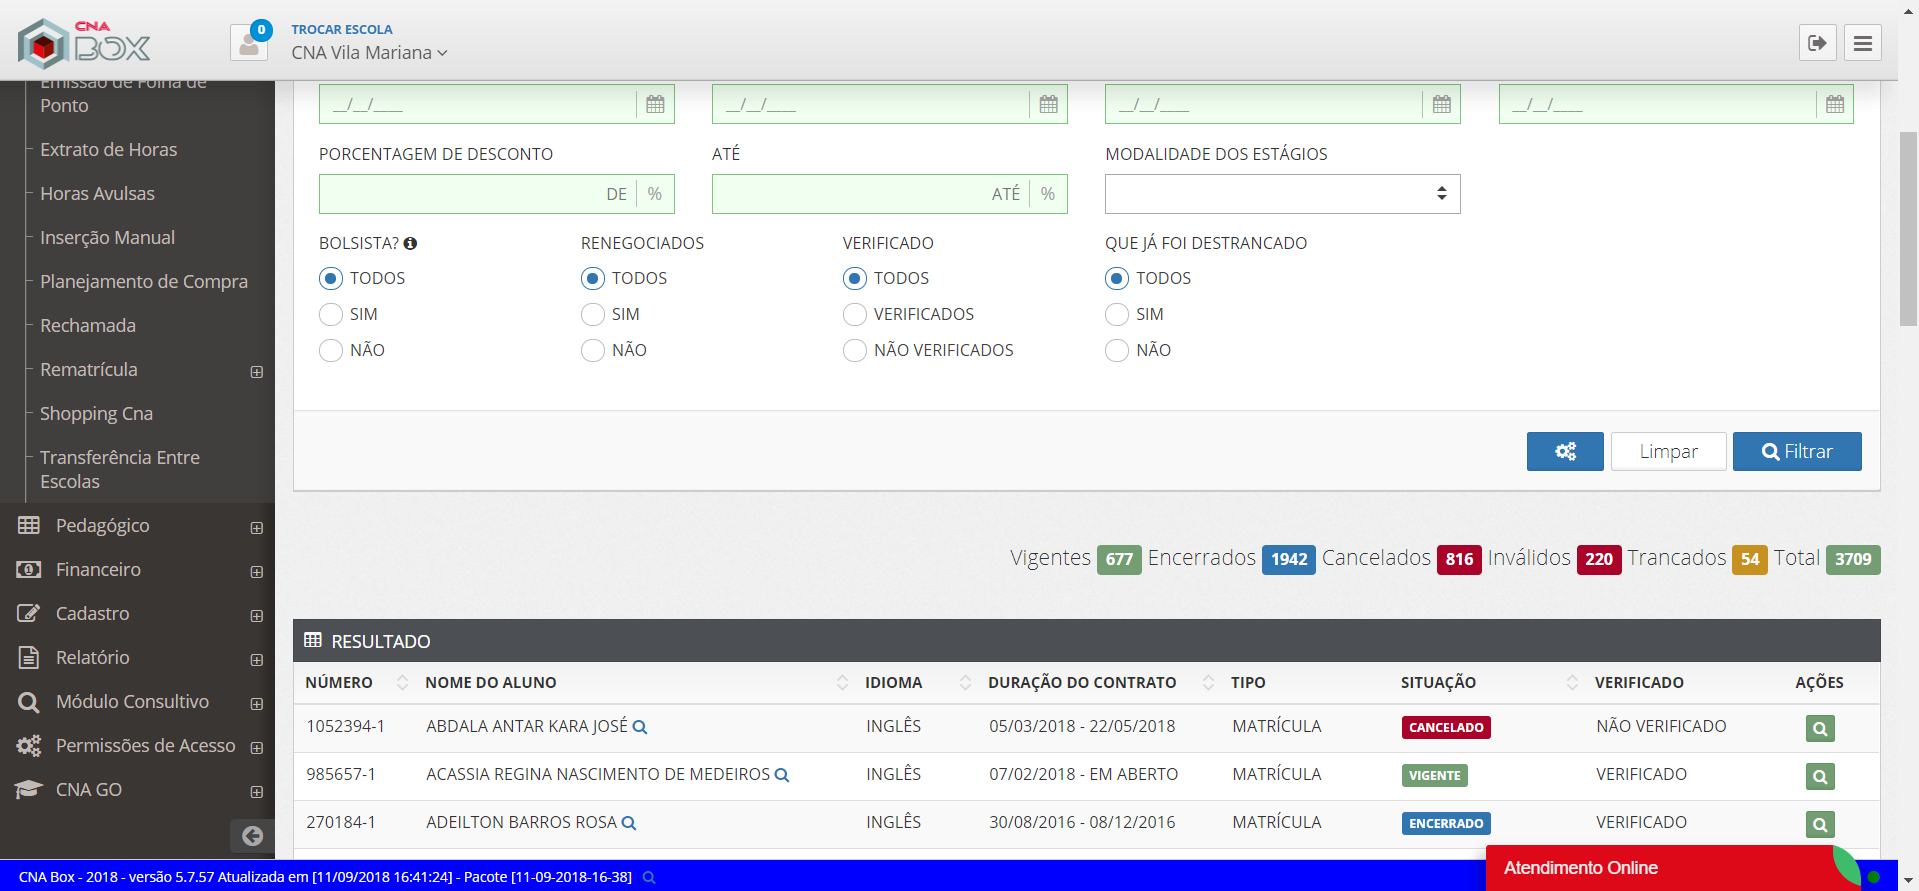 CNA
BOX
0
TROCAR ESCOLA
CNA Vila Mariana
Emissão de Folha de
Ponto
Extrato de Horas
Horas Avulsas
Inserção Manual
Planejamento de Compra
Rechamada
Rematrícula
Shopping Cna
Transferência Entre
Escolas
Pedagógico
Financeiro
Cadastro
Relatório
Módulo Consultivo
Permissões de Acesso
CNA GO
__/__/____ __/__/____ __/__/____ __/__/____
PORCENTAGEM DE DESCONTO ATÉ MODALIDADE DOS ESTÁGIOS
DE % ATÉ %
BOLSISTA? RENEGOCIADOS VERIFICADO QUE JÁ FOI DESTRANCADO
TODOS TODOS TODOS TODOS
SIM SIM VERIFICADOS SIM
NÃO NÃO NÃO VERIFICADOS NÃO
Limpar Filtrar
Vigentes 677 Encerrados 1942 Cancelados 816 Inválidos 220 Trancados 54 Total 3709
RESULTADO
NÚMERO NOME DO ALUNO IDIOMA DURAÇÃO DO CONTRATO TIPO SITUAÇÃO VERIFICADO AÇÕES
1052394-1 ABDALA ANTAR KARA JOSÉ INGLÊS 05/03/2018 - 22/05/2018 MATRÍCULA CANCELADO NÃO VERIFICADO
985657-1 ACASSIA REGINA NASCIMENTO DE MEDEIROS INGLÊS 07/02/2018 - EM ABERTO MATRÍCULA VIGENTE VERIFICADO
270184-1 ADEILTON BARROS ROSA INGLÊS 30/08/2016 - 08/12/2016 MATRÍCULA ENCERRADO VERIFICADO
CNA Box - 2018 - versão 5.7.57 Atualizada em [11/09/2018 16:41:24] - Pacote [11-09-2018-16-38]
Atendimento Online